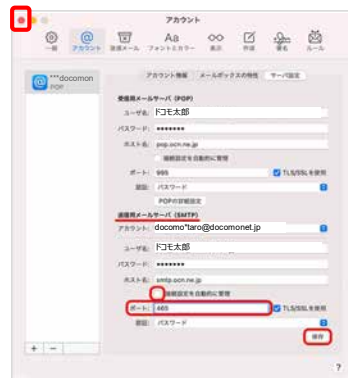 アカウント
一般
アカウント
迷惑メール
フォントとカラー
表示
作成
署名
ルール
***docomon
POP
アカウント情報 メールボックスの特性 サーバ設定
受信用メールサーバ (POP)
ユーザ名: ドコモ太郎
パスワード: •••••••
ホスト名: pop.ocn.ne.jp
接続設定を自動的に管理
ポート: 995 TLS/SSLを使用
認証: パスワード
POPの詳細設定
送信用メールサーバ (SMTP)
アカウント: docomo*taro@docomonet.jp
ユーザ名: ドコモ太郎
パスワード: •••••••
ホスト名: smtp.ocn.ne.jp
接続設定を自動的に管理
ポート: 465 TLS/SSLを使用
認証: パスワード
保存
+ −
?